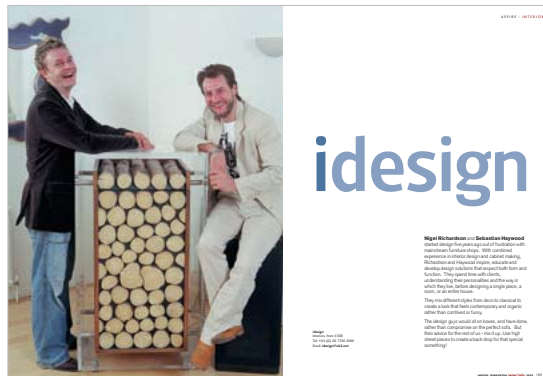 ASPIRE | INTERIOR
idesign
Nigel Richardson and Sebastian Haywood
started idesign five years ago out of frustration with
mainstream furniture shops. With combined
experience in interior design and cabinet making,
Richardson and Haywood inspire, educate and
develop design solutions that respect both form and
function. They spend time with clients,
understanding their personalities and the way in
which they live, before designing a single piece, a
room, or an entire house.
They mix different styles from deco to classical to
create a look that feels contemporary and organic
rather than contrived or fussy.
The idesign guys would sit on boxes, and have done,
rather than compromise on the perfect sofa. But
their advice for the rest of us – mix it up. Use high
street pieces to create a back drop for that special
something!
idesign
Interiors, from
Tel:
Email: